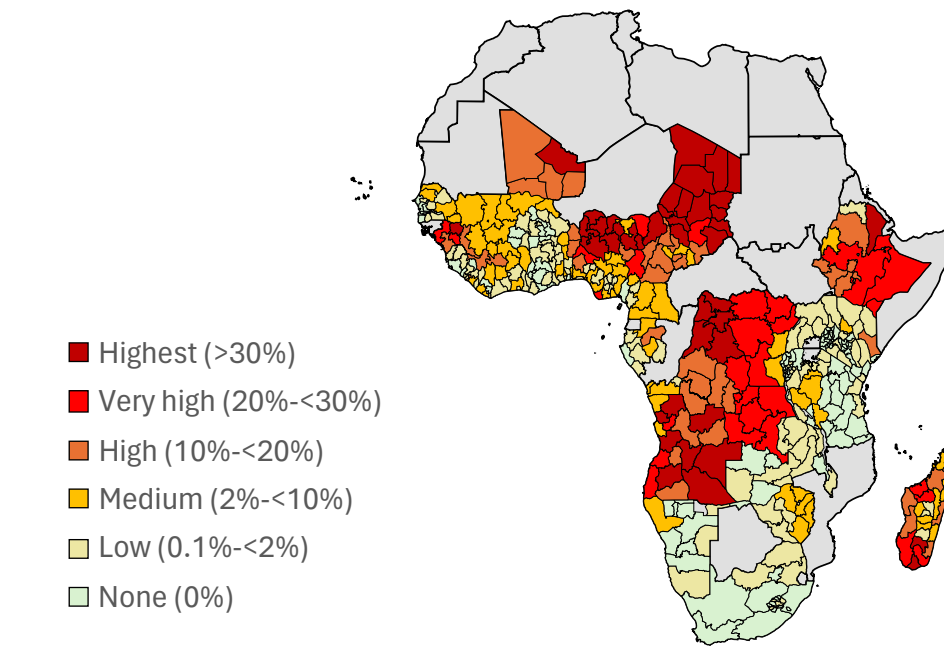 Highest (>30%)
Very high (20%-<30%)
High (10%-<20%)
Medium (2%-<10%)
Low (0.1%-<2%)
None (0%)